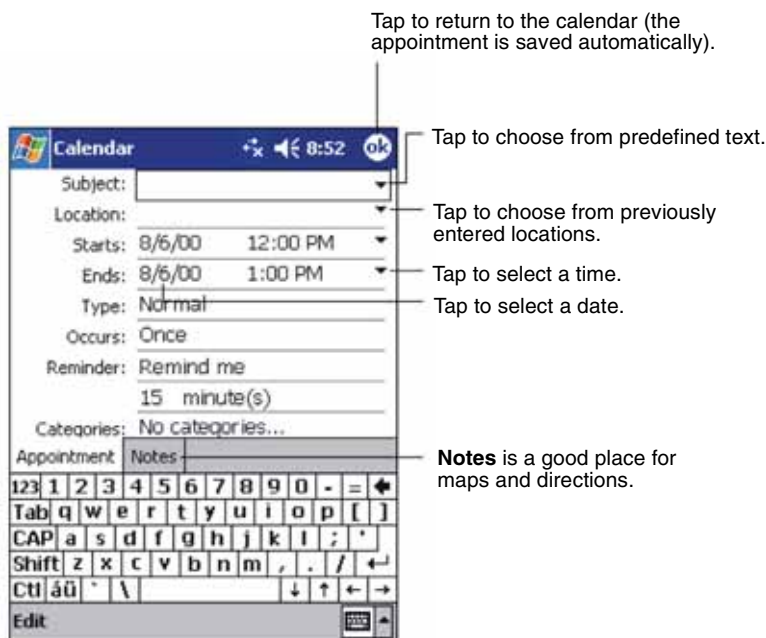 Tap to return to the calendar (the
appointment is saved automatically).
Calendar 8:52 ok
Tap to choose from predefined text.
Subject:
Location:
Tap to choose from previously
entered locations.
Starts: 8/6/00 12:00 PM
Ends: 8/6/00 1:00 PM
Tap to select a time.
Type: Normal
Tap to select a date.
Occurs: Once
Reminder: Remind me
15 minute(s)
Categories: No categories...
Appointment Notes
Notes is a good place for
maps and directions.
123 1 2 3 4 5 6 7 8 9 0 - =
Tab q w e r t y u i o p [ ]
CAP a s d f g h j k l ; '
Shift z x c v b n m , . / ↵
Ctl áü ` \ ↓ ↑ ← →
Edit